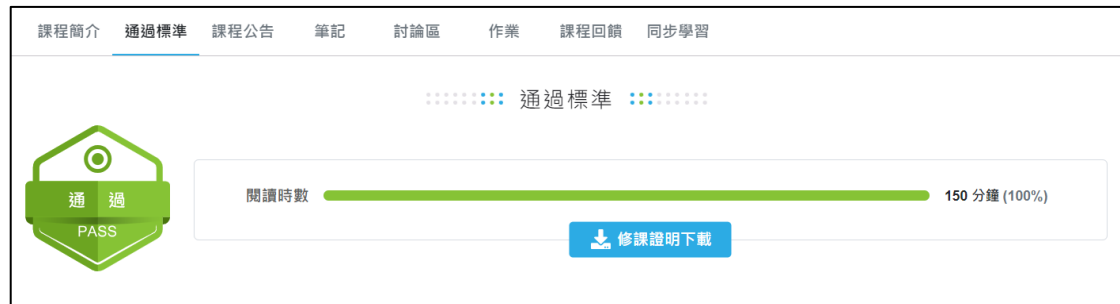 課程簡介 通過標準 課程公告 筆記 討論區 作業 課程回饋 同步學習
通過標準
通過
PASS
閱讀時數 150 分鐘 (100%)
修課證明下載